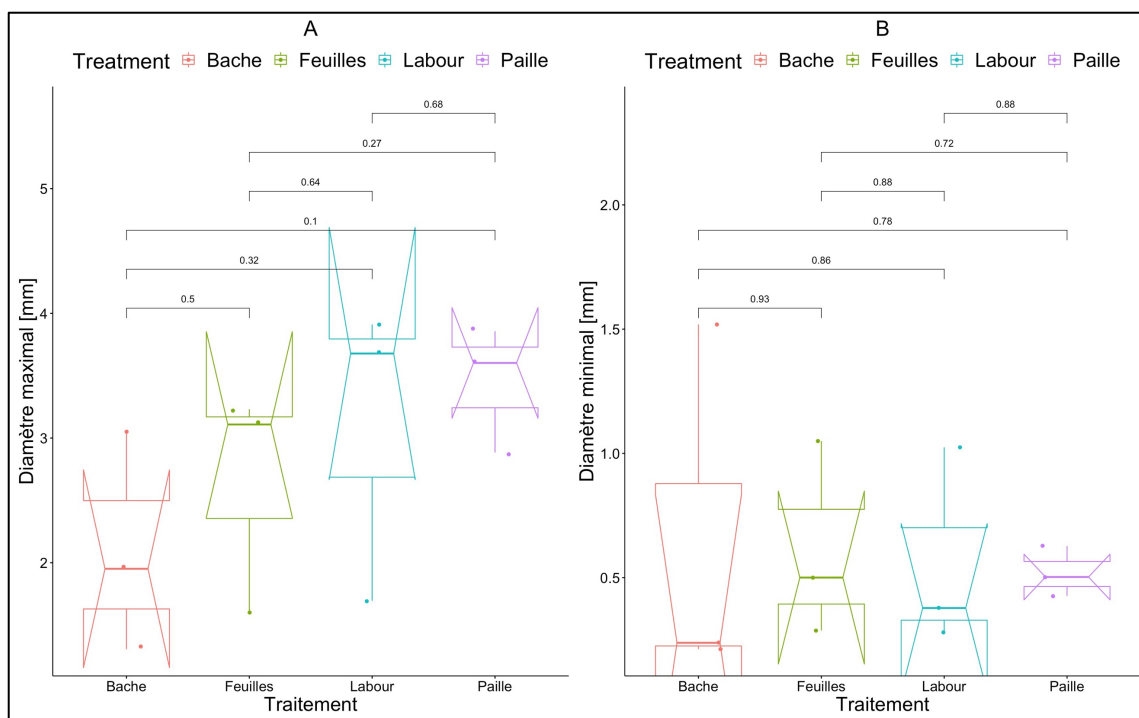 A
Treatment Bache Feuilles Labour Paille
0.68
0.27
0.64
0.1
0.32
0.5
5
4
3
2
Diamètre maximal [mm]
Bache Feuilles Labour Paille
Traitement
B
Treatment Bache Feuilles Labour Paille
0.88
0.72
0.88
0.78
0.86
0.93
2.0
1.5
1.0
0.5
Diamètre minimal [mm]
Bache Feuilles Labour Paille
Traitement